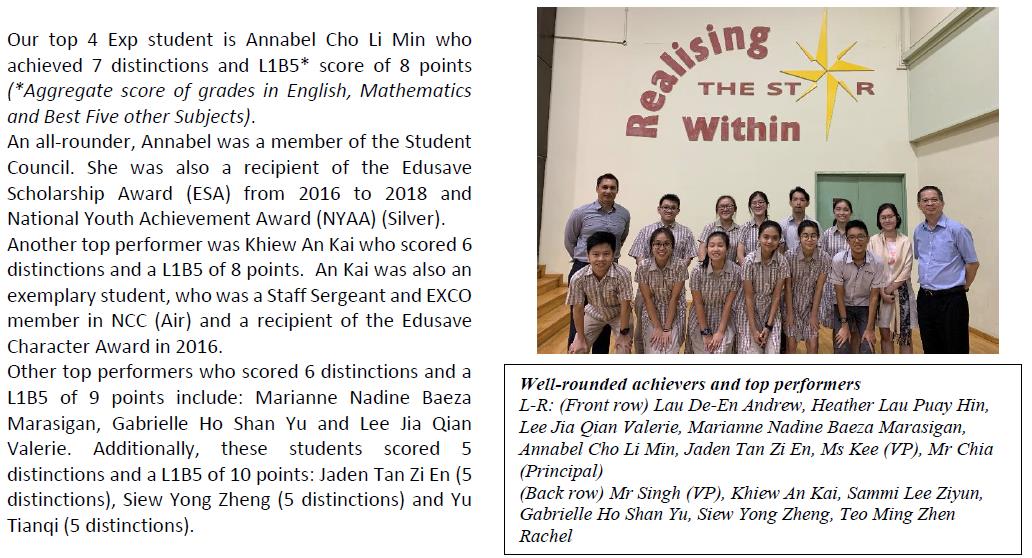 Our top 4 Exp student is Annabel Cho Li Min who
achieved 7 distinctions and L1B5* score of 8 points
(*Aggregate score of grades in English, Mathematics
and Best Five other Subjects).
An all-rounder, Annabel was a member of the Student
Council. She was also a recipient of the Edusave
Scholarship Award (ESA) from 2016 to 2018 and
National Youth Achievement Award (NYAA) (Silver).
Another top performer was Khiew An Kai who scored 6
distinctions and a L1B5 of 8 points. An Kai was also an
exemplary student, who was a Staff Sergeant and EXCO
member in NCC (Air) and a recipient of the Edusave
Character Award in 2016.
Other top performers who scored 6 distinctions and a
L1B5 of 9 points include: Marianne Nadine Baeza
Marasigan, Gabrielle Ho Shan Yu and Lee Jia Qian
Valerie. Additionally, these students scored 5
distinctions and a L1B5 of 10 points: Jaden Tan Zi En (5
distinctions), Siew Yong Zheng (5 distinctions) and Yu
Tianqi (5 distinctions).
Realising
THE ST R
Within
Well-rounded achievers and top performers
L-R: (Front row) Lau De-En Andrew, Heather Lau Puay Hin,
Lee Jia Qian Valerie, Marianne Nadine Baeza Marasigan,
Annabel Cho Li Min, Jaden Tan Zi En, Ms Kee (VP), Mr Chia
(Principal)
(Back row) Mr Singh (VP), Khiew An Kai, Sammi Lee Ziyun,
Gabrielle Ho Shan Yu, Siew Yong Zheng, Teo Ming Zhen
Rachel